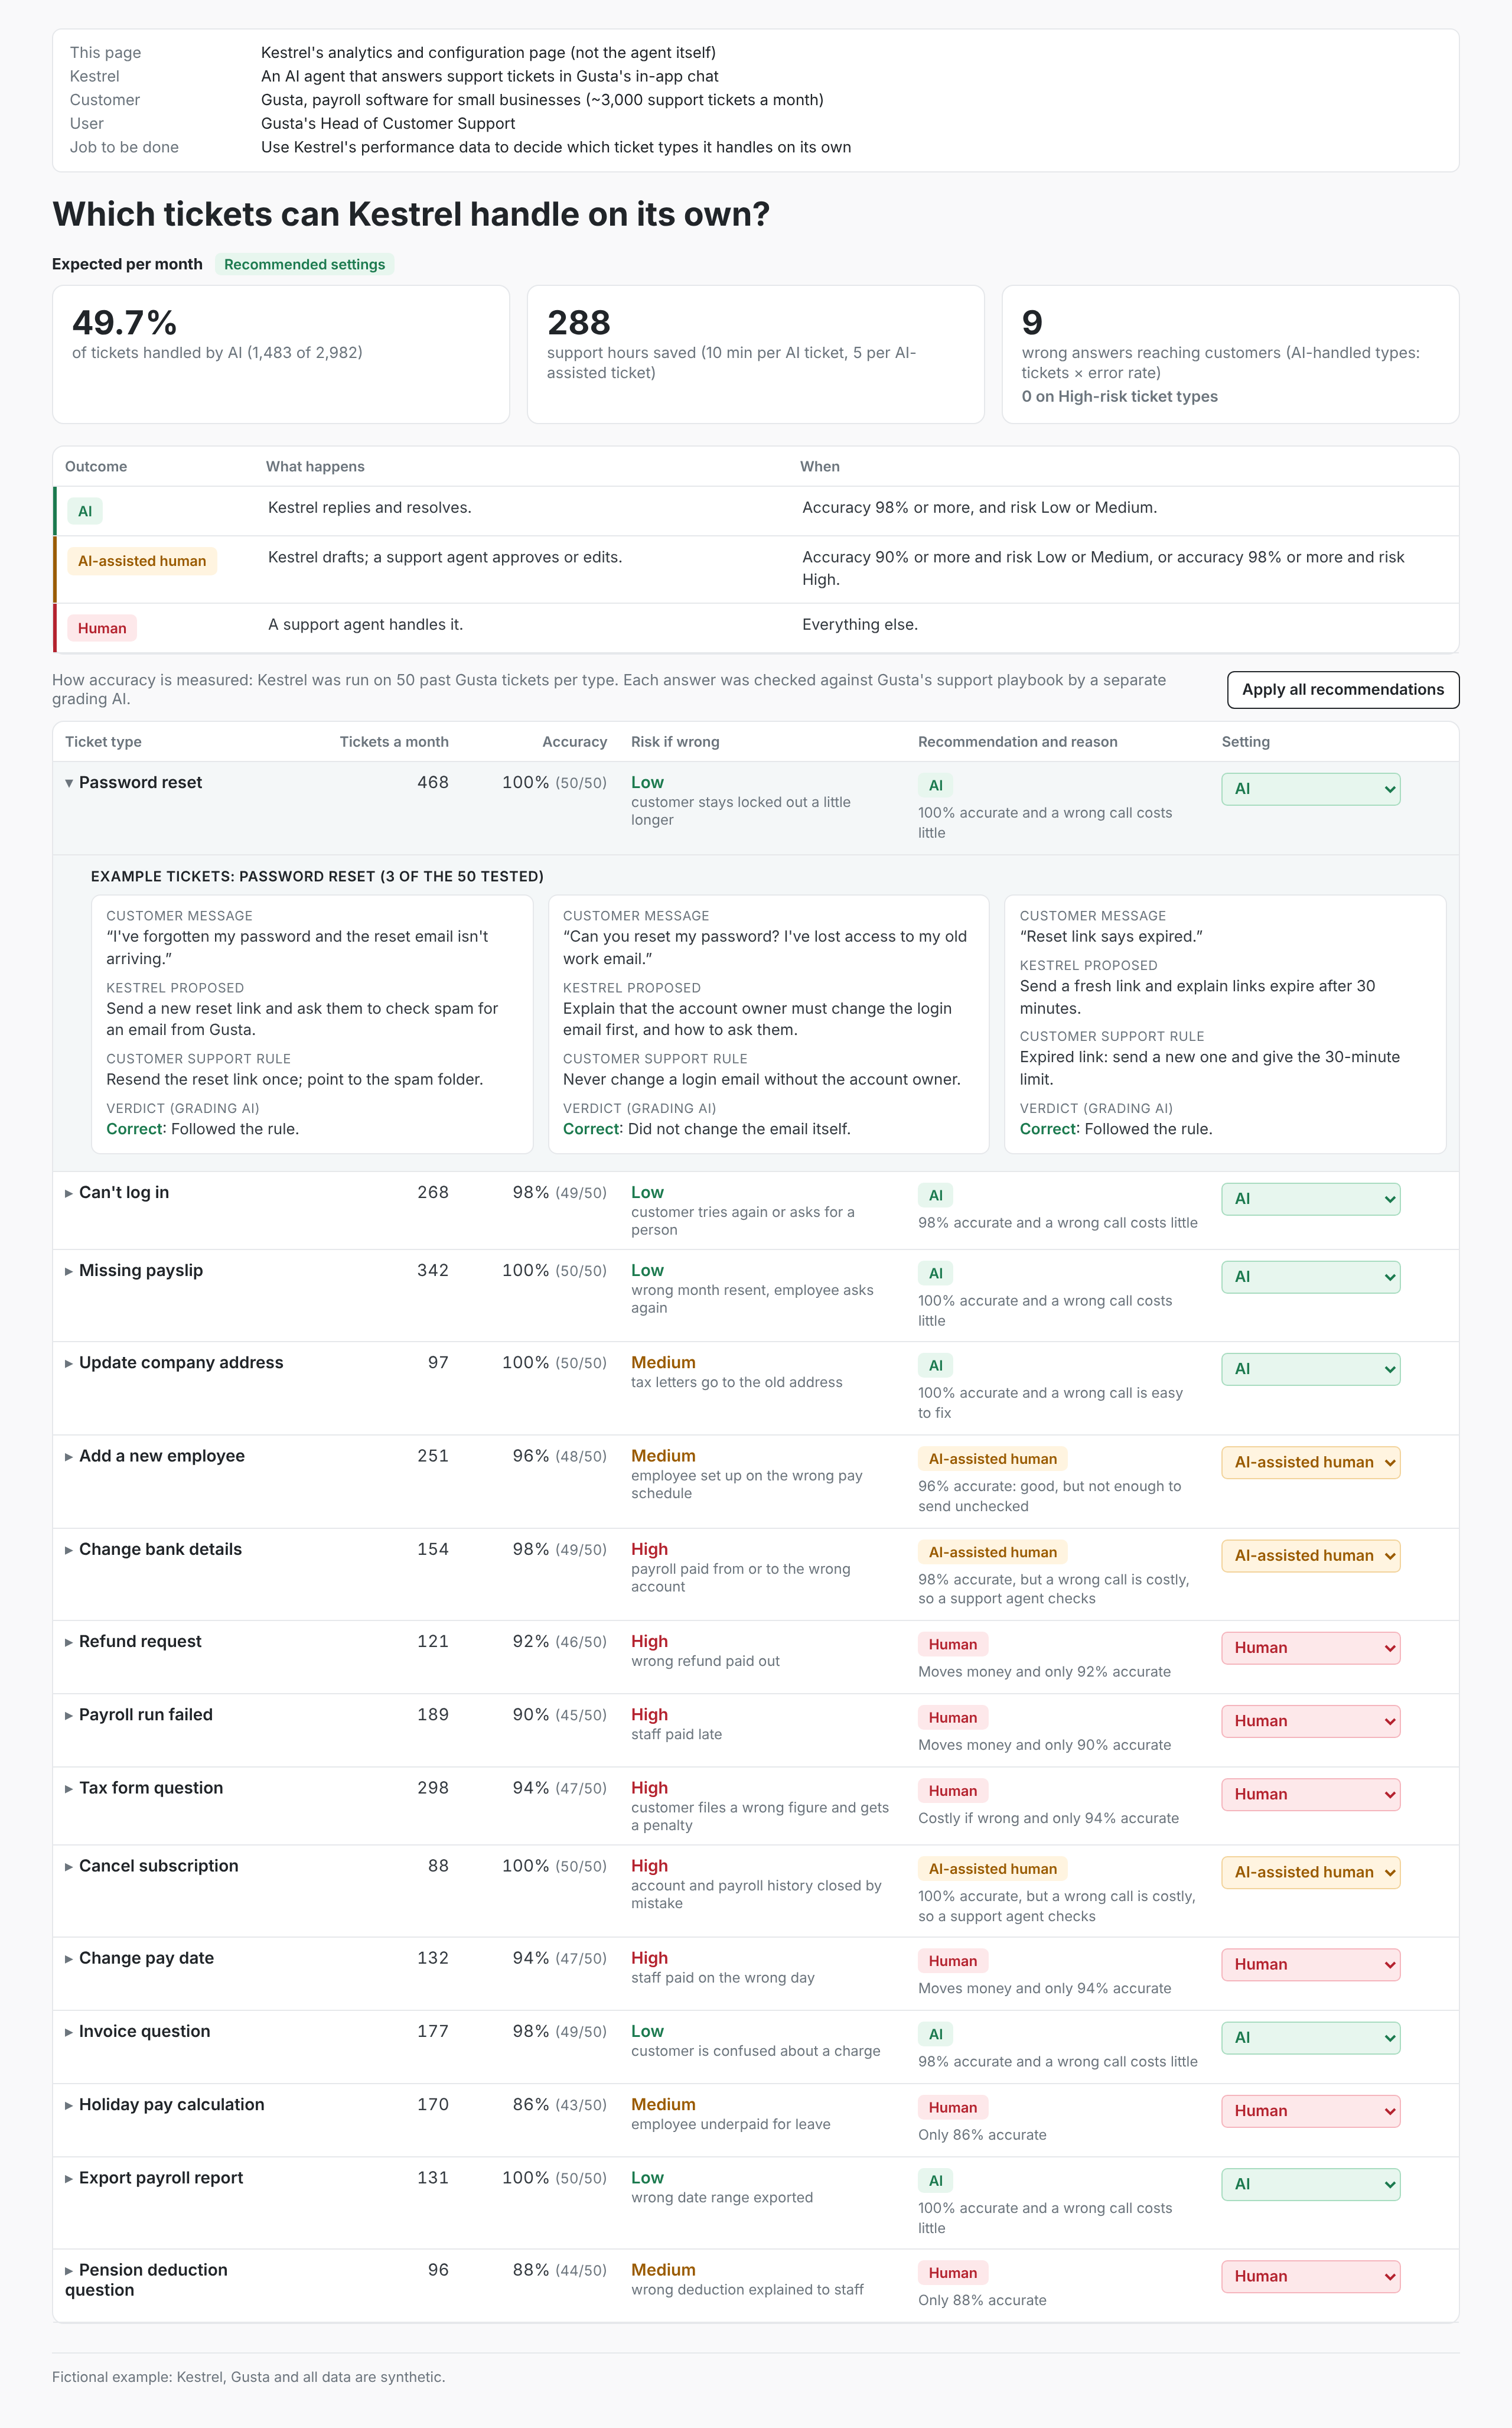 This page Kestrel's analytics and configuration page (not the agent itself)
Kestrel An AI agent that answers support tickets in Gusta's in-app chat
Customer Gusta, payroll software for small businesses (~3,000 support tickets a month)
User Gusta's Head of Customer Support
Job to be done Use Kestrel's performance data to decide which ticket types it handles on its own
Which tickets can Kestrel handle on its own?
Expected per month Recommended settings
49.7%
of tickets handled by AI (1,483 of 2,982)
288
support hours saved (10 min per AI ticket, 5 per AI-
assisted ticket)
9
wrong answers reaching customers (AI-handled types:
tickets × error rate)
0 on High-risk ticket types
Outcome What happens When
AI Kestrel replies and resolves. Accuracy 98% or more, and risk Low or Medium.
AI-assisted human Kestrel drafts; a support agent approves or edits. Accuracy 90% or more and risk Low or Medium, or accuracy 98% or more and risk
High.
Human A support agent handles it. Everything else.
How accuracy is measured: Kestrel was run on 50 past Gusta tickets per type. Each answer was checked against Gusta's support playbook by a separate
grading AI.
Apply all recommendations
Ticket type Tickets a month Accuracy Risk if wrong Recommendation and reason Setting
▾ Password reset 468 100% (50/50) Low AI AI
customer stays locked out a little
longer
100% accurate and a wrong call costs
little
EXAMPLE TICKETS: PASSWORD RESET (3 OF THE 50 TESTED)
CUSTOMER MESSAGE
“I've forgotten my password and the reset email isn't
arriving.”
KESTREL PROPOSED
Send a new reset link and ask them to check spam for
an email from Gusta.
CUSTOMER SUPPORT RULE
Resend the reset link once; point to the spam folder.
VERDICT (GRADING AI)
Correct: Followed the rule.
CUSTOMER MESSAGE
“Can you reset my password? I've lost access to my old
work email.”
KESTREL PROPOSED
Explain that the account owner must change the login
email first, and how to ask them.
CUSTOMER SUPPORT RULE
Never change a login email without the account owner.
VERDICT (GRADING AI)
Correct: Did not change the email itself.
CUSTOMER MESSAGE
“Reset link says expired.”
KESTREL PROPOSED
Send a fresh link and explain links expire after 30
minutes.
CUSTOMER SUPPORT RULE
Expired link: send a new one and give the 30-minute
limit.
VERDICT (GRADING AI)
Correct: Followed the rule.
▸ Can't log in 268 98% (49/50) Low AI AI
customer tries again or asks for a
person
98% accurate and a wrong call costs little
▸ Missing payslip 342 100% (50/50) Low AI AI
wrong month resent, employee asks
again
100% accurate and a wrong call costs
little
▸ Update company address 97 100% (50/50) Medium AI AI
tax letters go to the old address
100% accurate and a wrong call is easy
to fix
▸ Add a new employee 251 96% (48/50) Medium AI-assisted human AI-assisted human
employee set up on the wrong pay
schedule
96% accurate: good, but not enough to
send unchecked
▸ Change bank details 154 98% (49/50) High AI-assisted human AI-assisted human
payroll paid from or to the wrong
account
98% accurate, but a wrong call is costly,
so a support agent checks
▸ Refund request 121 92% (46/50) High Human Human
wrong refund paid out
Moves money and only 92% accurate
▸ Payroll run failed 189 90% (45/50) High Human Human
staff paid late
Moves money and only 90% accurate
▸ Tax form question 298 94% (47/50) High Human Human
customer files a wrong figure and gets
a penalty
Costly if wrong and only 94% accurate
▸ Cancel subscription 88 100% (50/50) High AI-assisted human AI-assisted human
account and payroll history closed by
mistake
100% accurate, but a wrong call is costly,
so a support agent checks
▸ Change pay date 132 94% (47/50) High Human Human
staff paid on the wrong day
Moves money and only 94% accurate
▸ Invoice question 177 98% (49/50) Low AI AI
customer is confused about a charge
98% accurate and a wrong call costs little
▸ Holiday pay calculation 170 86% (43/50) Medium Human Human
employee underpaid for leave
Only 86% accurate
▸ Export payroll report 131 100% (50/50) Low AI AI
wrong date range exported
100% accurate and a wrong call costs
little
▸ Pension deduction
question
96 88% (44/50) Medium Human Human
wrong deduction explained to staff
Only 88% accurate
Fictional example: Kestrel, Gusta and all data are synthetic.